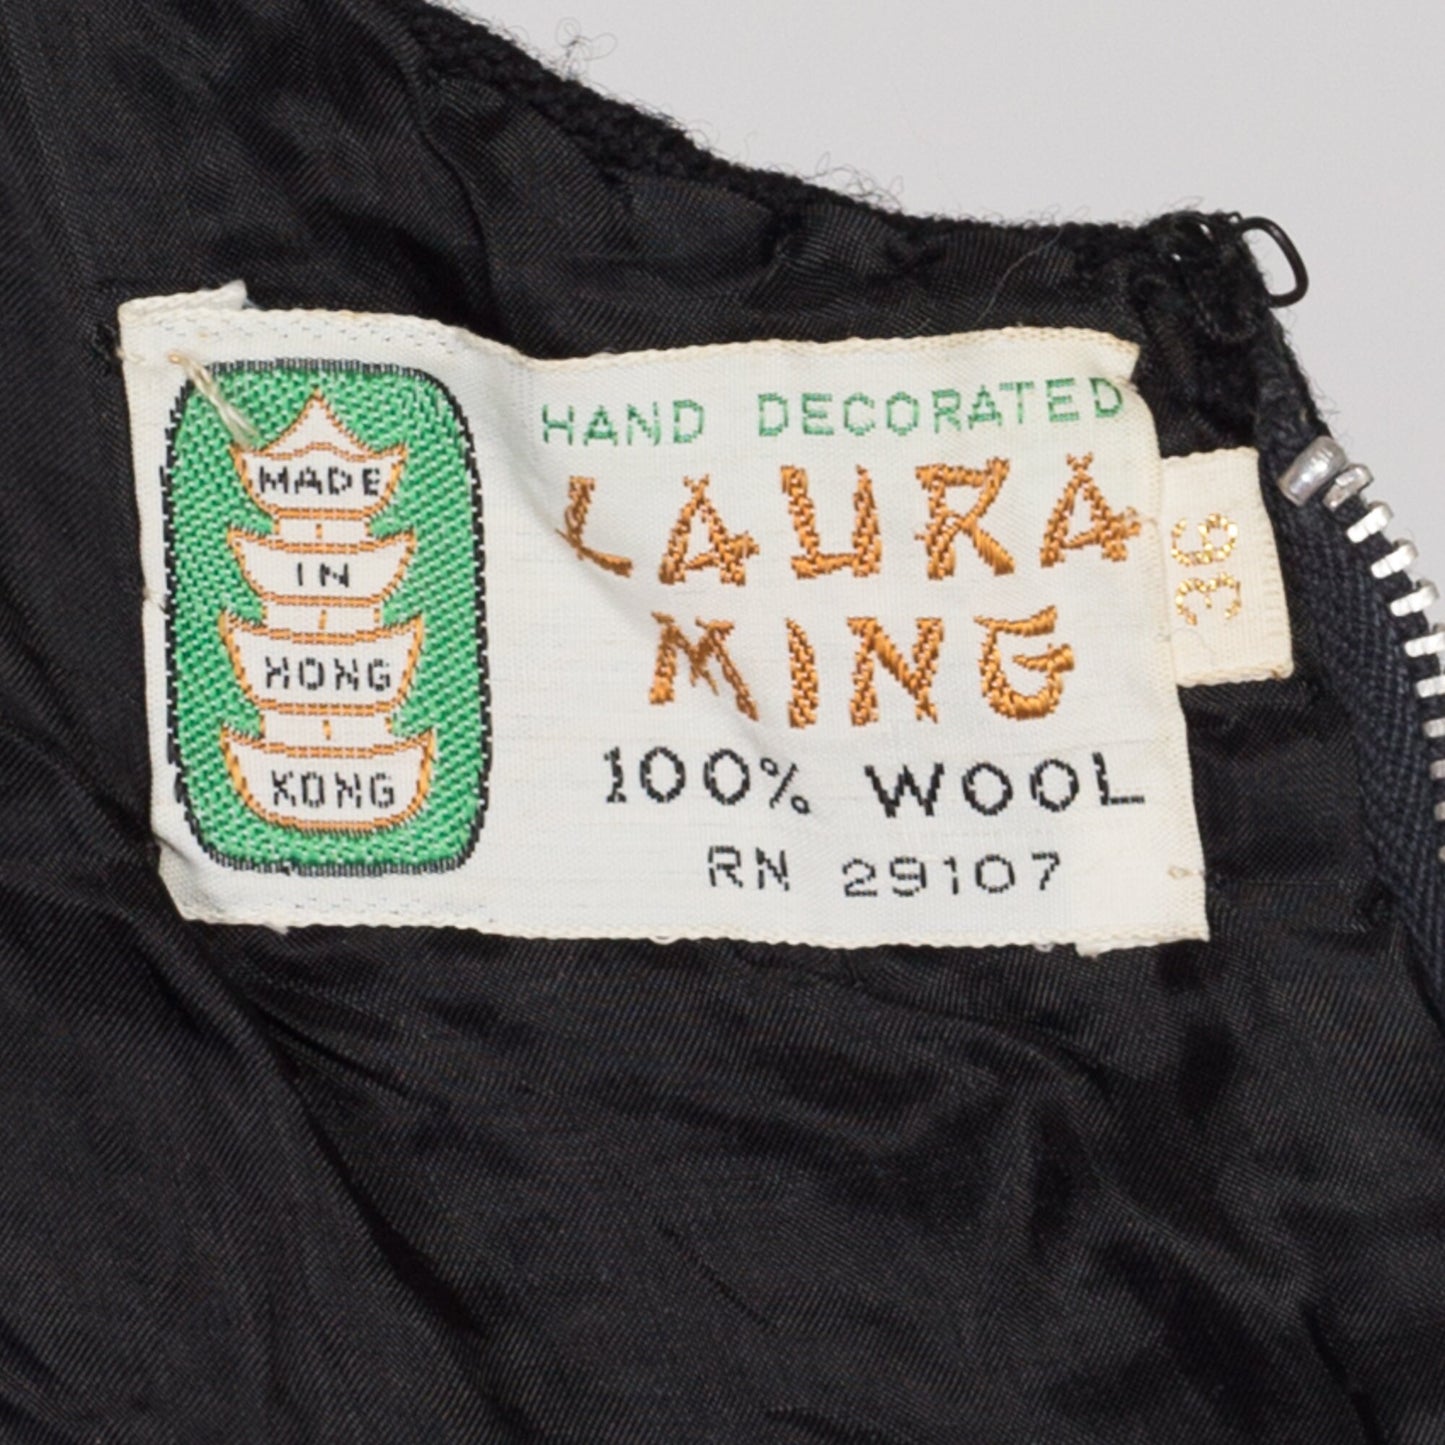 MADE
IN
HONG
KONG
HAND DECORATED
LAURA
MING
100% WOOL
RN 29107
36